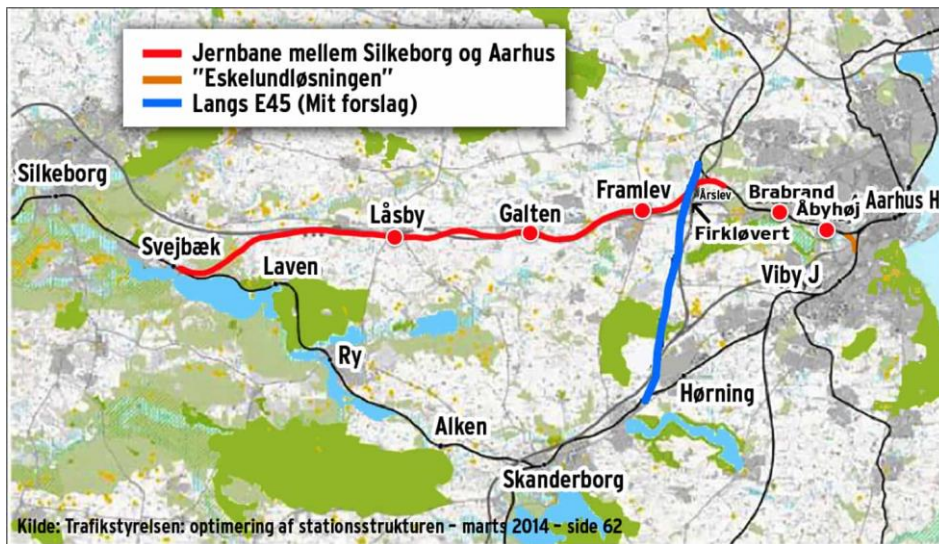 Jernbane mellem Silkeborg og Aarhus
"Eskelundløsningen"
Langs E45 (Mit forslag)
Silkeborg
Svejbæk
Laven
Låsby
Galten
Framlev
Årslev
Brabrand
Åbyhøj
Aarhus H
Firkløvert
Viby J
Ry
Hørning
Alken
Skanderborg
Kilde: Trafikstyrelsen: optimering af stationsstrukturen - marts 2014 - side 62